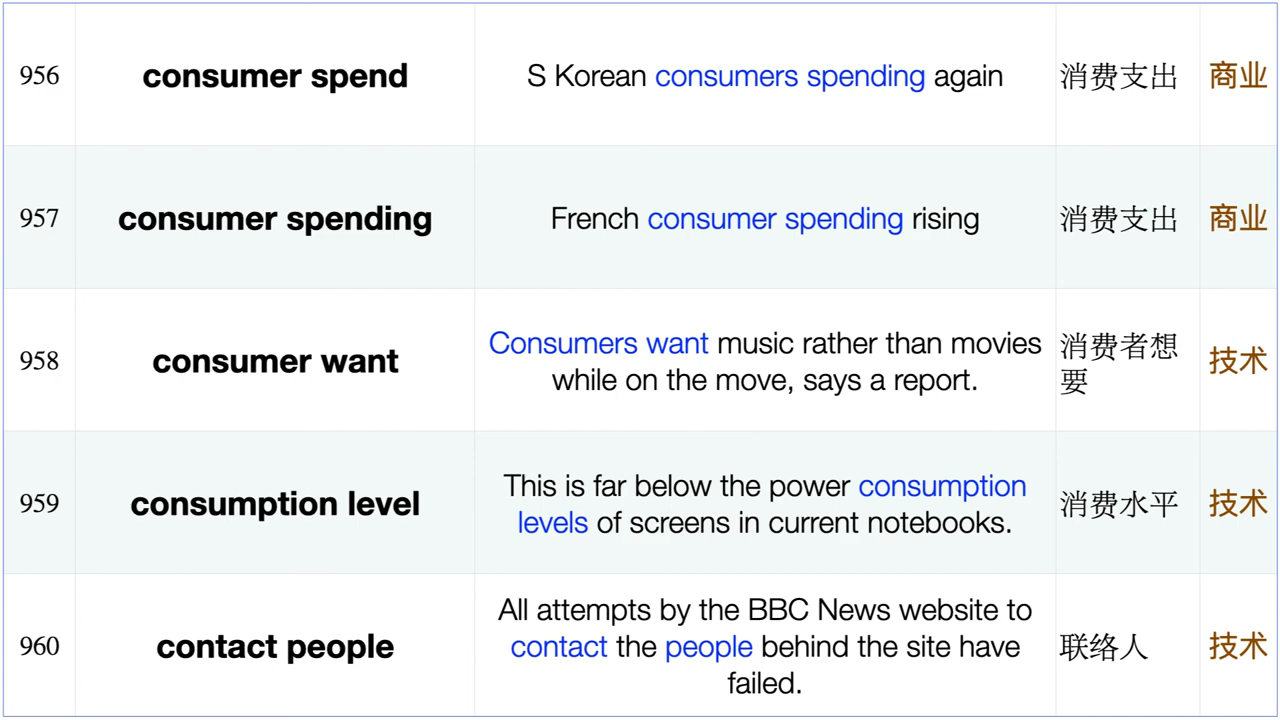 956 consumer spend S Korean consumers spending again 消费支出 商业
957 consumer spending French consumer spending rising 消费支出 商业
958 consumer want Consumers want music rather than movies while on the move, says a report. 消费者想要 技术
959 consumption level This is far below the power consumption levels of screens in current notebooks. 消费水平 技术
960 contact people All attempts by the BBC News website to contact the people behind the site have failed. 联络人 技术